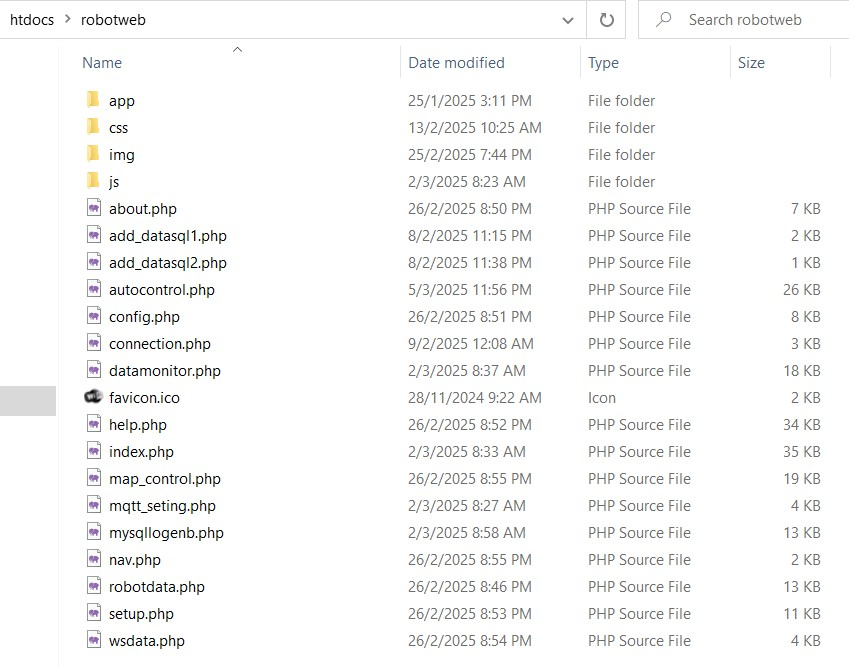 htdocs > robotweb Search robotweb
Name Date modified Type Size
app 25/1/2025 3:11 PM File folder
css 13/2/2025 10:25 AM File folder
img 25/2/2025 7:44 PM File folder
js 2/3/2025 8:23 AM File folder
about.php 26/2/2025 8:50 PM PHP Source File 7 KB
add_datasql1.php 8/2/2025 11:15 PM PHP Source File 2 KB
add_datasql2.php 8/2/2025 11:38 PM PHP Source File 1 KB
autocontrol.php 5/3/2025 11:56 PM PHP Source File 26 KB
config.php 26/2/2025 8:51 PM PHP Source File 8 KB
connection.php 9/2/2025 12:08 AM PHP Source File 3 KB
datamonitor.php 2/3/2025 8:37 AM PHP Source File 18 KB
favicon.ico 28/11/2024 9:22 AM Icon 2 KB
help.php 26/2/2025 8:52 PM PHP Source File 34 KB
index.php 2/3/2025 8:33 AM PHP Source File 35 KB
map_control.php 26/2/2025 8:55 PM PHP Source File 19 KB
mqtt_seting.php 2/3/2025 8:27 AM PHP Source File 4 KB
mysqllogenb.php 2/3/2025 8:58 AM PHP Source File 13 KB
nav.php 26/2/2025 8:55 PM PHP Source File 2 KB
robotdata.php 26/2/2025 8:46 PM PHP Source File 13 KB
setup.php 26/2/2025 8:53 PM PHP Source File 11 KB
wsdata.php 26/2/2025 8:54 PM PHP Source File 4 KB